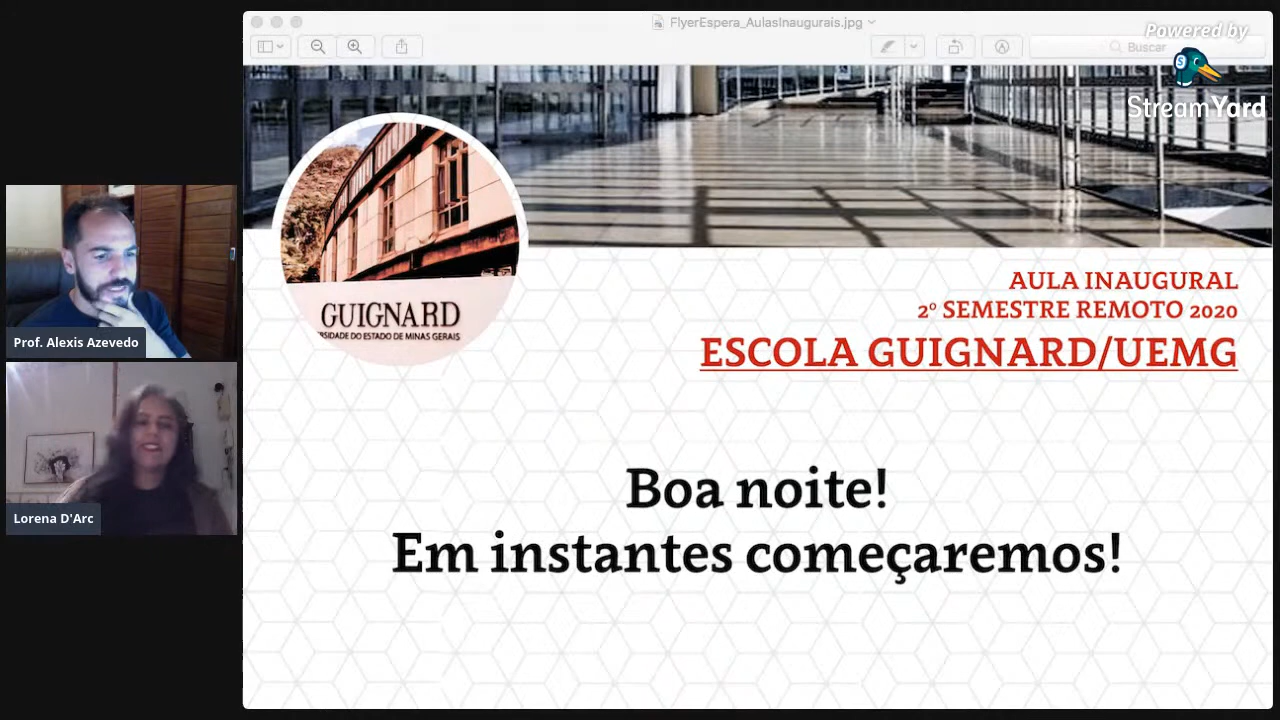 FlyerEspera_AulasInaugurais.jpg
Buscar
Powered by
S
StreamYard
GUIGNARD
RSIDADE DO ESTADO DE MINAS GERAIS
AULA INAUGURAL
2º SEMESTRE REMOTO 2020
ESCOLA GUIGNARD/UEMG
Prof. Alexis Azevedo
Lorena D'Arc
Boa noite!
Em instantes começaremos!